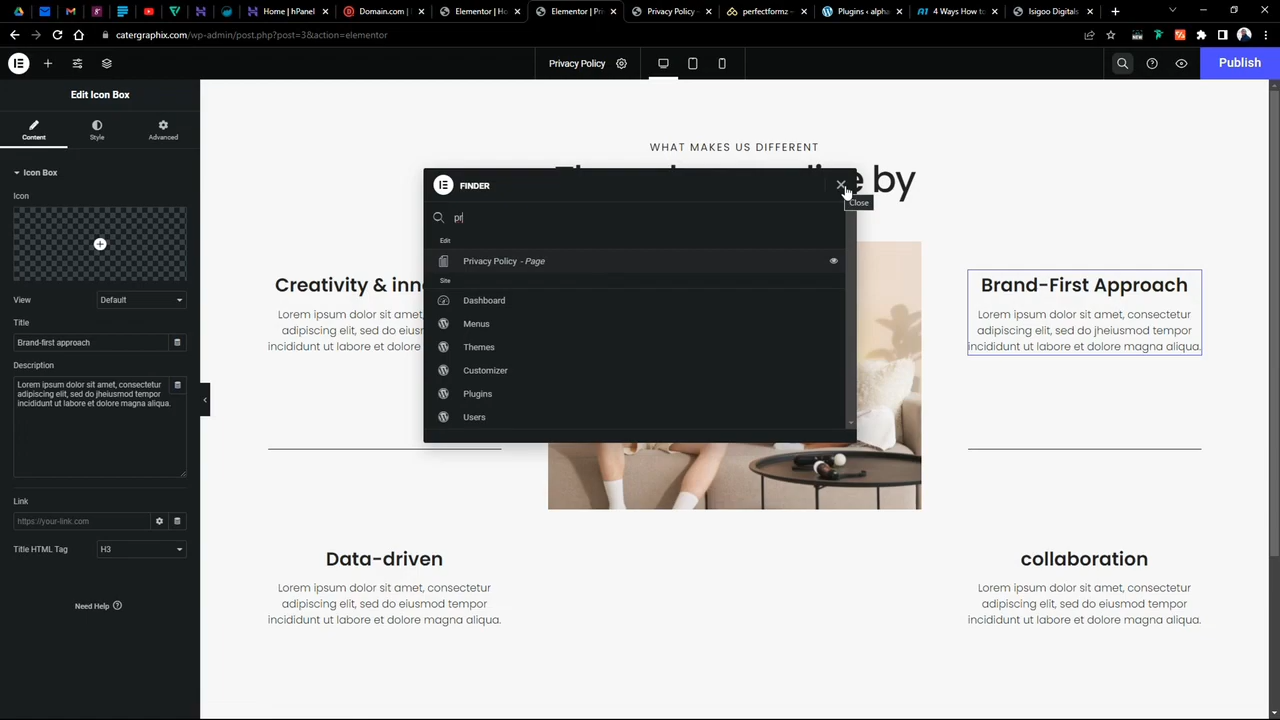 Home | hPanel
Domain.com |
Elementor | Ho
Elementor | Pri
Privacy Policy -
perfectformz –
Plugins ‹ alpha
4 Ways How to
Isigoo Digitals
catergraphix.com/wp-admin/post.php?post=3&action=elementor
Privacy Policy
Publish
Edit Icon Box
Content
Style
Advanced
Icon Box
Icon
View
Default
Title
Brand-first approach
Description
Lorem ipsum dolor sit amet, consectetur
adipiscing elit, sed do jheiusmod tempor
incididunt ut labore et dolore magna aliqua.
Link
https://your-link.com
Title HTML Tag
H3
Need Help
WHAT MAKES US DIFFERENT
by
FINDER
Close
pr
Edit
Privacy Policy - Page
Site
Dashboard
Menus
Themes
Customizer
Plugins
Users
Creativity & inn
Lorem ipsum dolor sit amet,
adipiscing elit, sed do eius
incididunt ut labore et dolore
Brand-First Approach
Lorem ipsum dolor sit amet, consectetur
adipiscing elit, sed do jheiusmod tempor
incididunt ut labore et dolore magna aliqua.
Data-driven
Lorem ipsum dolor sit amet, consectetur
adipiscing elit, sed do eiusmod tempor
incididunt ut labore et dolore magna aliqua.
collaboration
Lorem ipsum dolor sit amet, consectetur
adipiscing elit, sed do eiusmod tempor
incididunt ut labore et dolore magna aliqua.